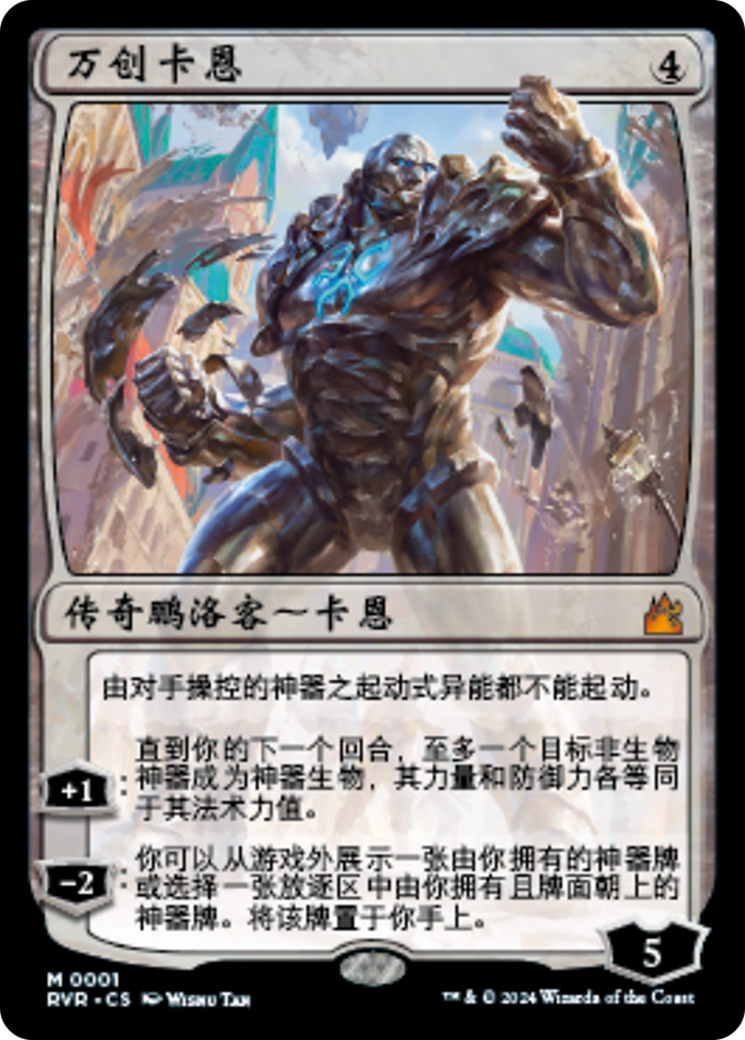 万创卡恩 4
传奇鹏洛客～卡恩
由对手操控的神器之起动式异能都不能起动。
+1 : 直到你的下一个回合，至多一个目标非生物
神器成为神器生物，其力量和防御力各等同
于其法术力值。
-2 : 你可以从游戏外展示一张由你拥有的神器牌
或选择一张放逐区中由你拥有且牌面朝上的
神器牌。将该牌置于你手上。
5
M 0001
RVR • CS Wisnu Tan
™ & © 2024 Wizards of the Coast